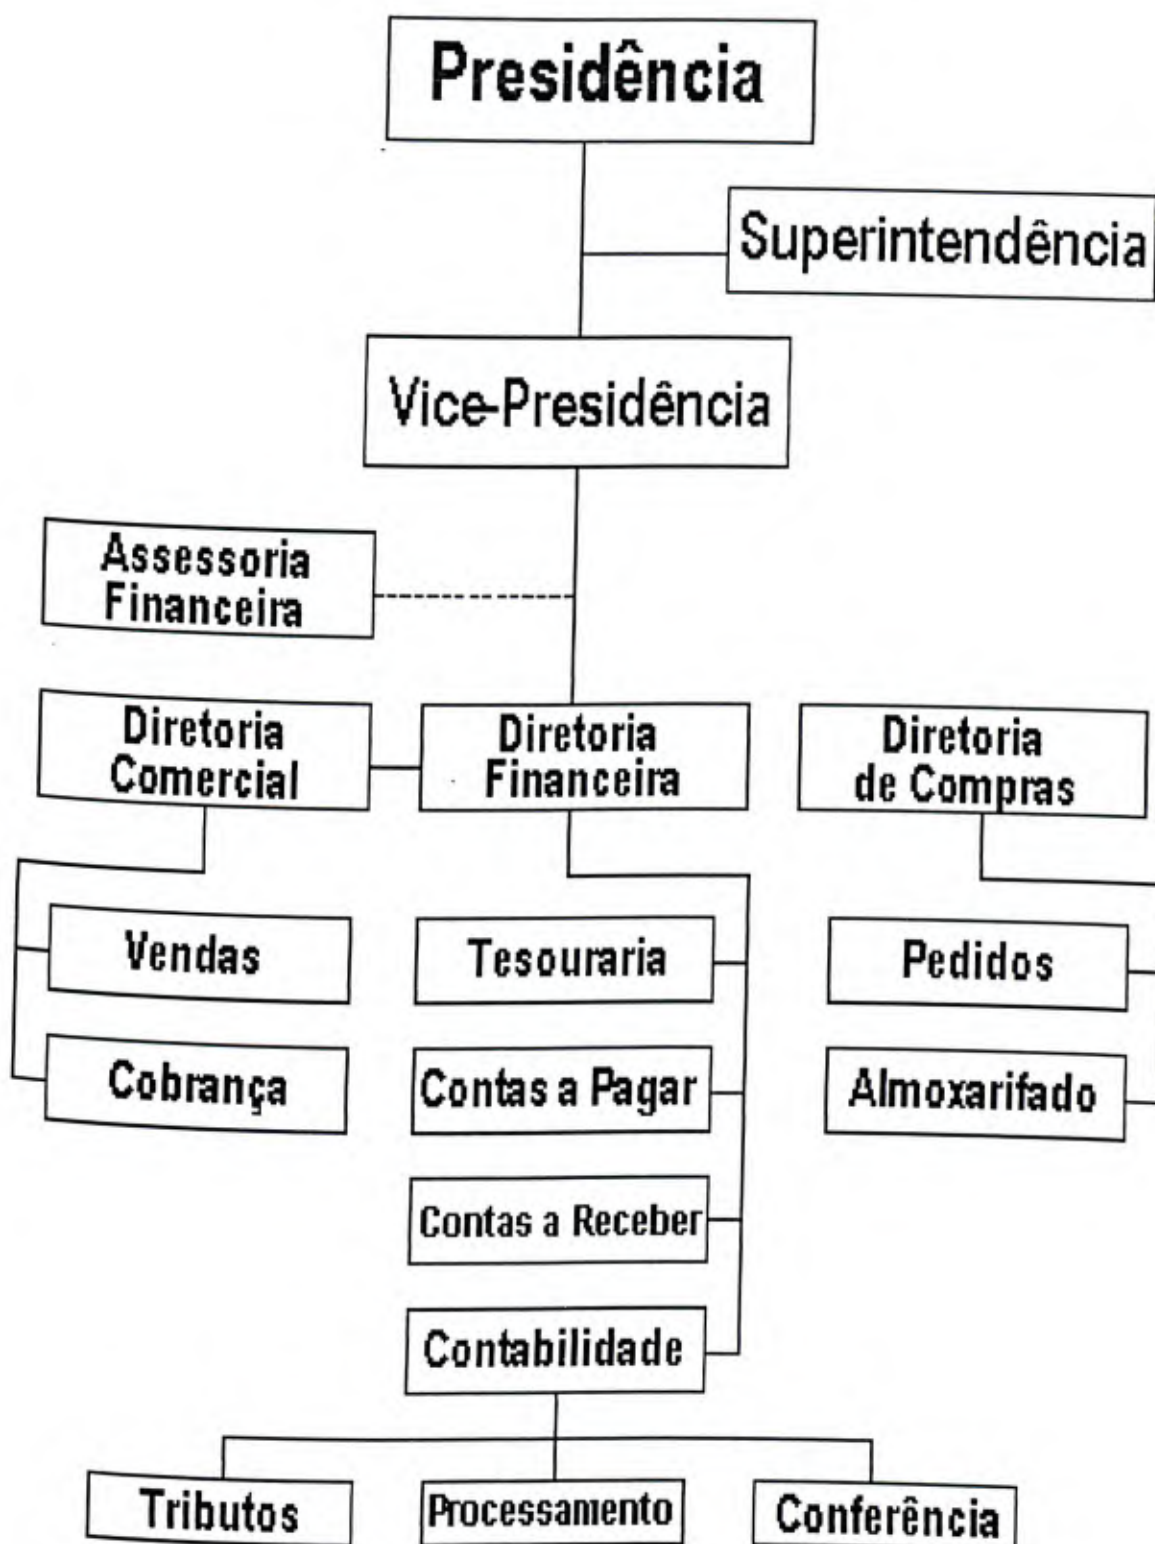 Presidência
Superintendência
Vice-Presidência
Assessoria
Financeira
Diretoria
Comercial
Diretoria
Financeira
Diretoria
de Compras
Vendas
Tesouraria
Pedidos
Cobrança
Contas a Pagar
Almoxarifado
Contas a Receber
Contabilidade
Tributos
Processamento
Conferência